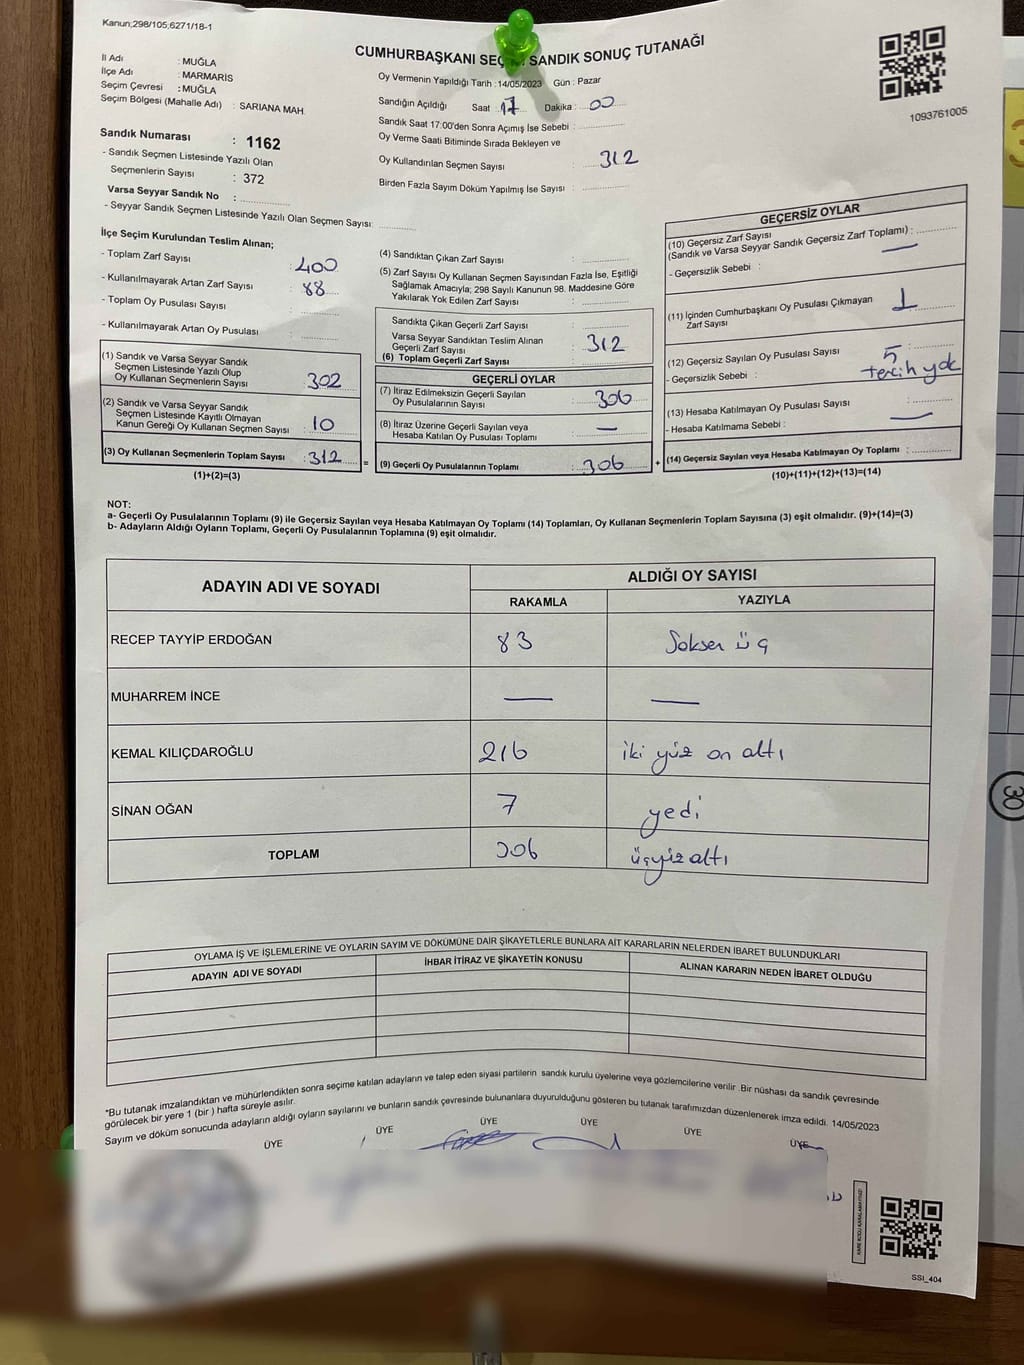 Kanun;298/105;6271/18-1
CUMHURBAŞKANI SEÇİM SANDIK SONUÇ TUTANAĞI
İl Adı : MUĞLA
İlçe Adı : MARMARİS
Seçim Çevresi : MUĞLA
Seçim Bölgesi (Mahalle Adı) : SARIANA MAH.
Oy Vermenin Yapıldığı Tarih : 14/05/2023 Gün : Pazar
Sandığın Açıldığı Saat : 17 Dakika : 00
Sandık Saat 17:00'den Sonra Açımış İse Sebebi :
Oy Verme Saati Bitiminde Sırada Bekleyen ve
Oy Kullandırılan Seçmen Sayısı : 312
Birden Fazla Sayım Döküm Yapılmış İse Sayısı :
1093761005
Sandık Numarası : 1162
- Sandık Seçmen Listesinde Yazılı Olan
Seçmenlerin Sayısı : 372
Varsa Seyyar Sandık No :
- Seyyar Sandık Seçmen Listesinde Yazılı Olan Seçmen Sayısı:
İlçe Seçim Kurulundan Teslim Alınan;
- Toplam Zarf Sayısı : 400
- Kullanılmayarak Artan Zarf Sayısı : 88
- Toplam Oy Pusulası Sayısı :
- Kullanılmayarak Artan Oy Pusulası :
(1) Sandık ve Varsa Seyyar Sandık
Seçmen Listesinde Yazılı Olup
Oy Kullanan Seçmenlerin Sayısı : 302
(2) Sandık ve Varsa Seyyar Sandık
Seçmen Listesinde Kayıtlı Olmayan
Kanun Gereği Oy Kullanan Seçmen Sayısı : 10
(3) Oy Kullanan Seçmenlerin Toplam Sayısı : 312
(1)+(2)=(3)
(4) Sandıktan Çıkan Zarf Sayısı :
(5) Zarf Sayısı Oy Kullanan Seçmen Sayısından Fazla İse, Eşitliği
Sağlamak Amacıyla; 298 Sayılı Kanunun 98. Maddesine Göre
Yakılarak Yok Edilen Zarf Sayısı :
Sandıkta Çıkan Geçerli Zarf Sayısı :
Varsa Seyyar Sandıktan Teslim Alınan
Geçerli Zarf Sayısı :
(6) Toplam Geçerli Zarf Sayısı : 312
GEÇERLİ OYLAR
(7) İtiraz Edilmeksizin Geçerli Sayılan
Oy Pusulalarının Sayısı : 306
(8) İtiraz Üzerine Geçerli Sayılan veya
Hesaba Katılan Oy Pusulası Toplamı : —
(9) Geçerli Oy Pusulalarının Toplamı : 306
GEÇERSİZ OYLAR
(10) Geçersiz Zarf Sayısı
(Sandık ve Varsa Seyyar Sandık Geçersiz Zarf Toplamı) : —
- Geçersizlik Sebebi :
(11) İçinden Cumhurbaşkanı Oy Pusulası Çıkmayan
Zarf Sayısı : 1
(12) Geçersiz Sayılan Oy Pusulası Sayısı : 5
- Geçersizlik Sebebi : tercih yok
(13) Hesaba Katılmayan Oy Pusulası Sayısı : —
- Hesaba Katılmama Sebebi :
(14) Geçersiz Sayılan veya Hesaba Katılmayan Oy Toplamı :
(10)+(11)+(12)+(13)=(14)
NOT:
a- Geçerli Oy Pusulalarının Toplamı (9) ile Geçersiz Sayılan veya Hesaba Katılmayan Oy Toplamı (14) Toplamları, Oy Kullanan Seçmenlerin Toplam Sayısına (3) eşit olmalıdır. (9)+(14)=(3)
b- Adayların Aldığı Oyların Toplamı, Geçerli Oy Pusulalarının Toplamına (9) eşit olmalıdır.
ADAYIN ADI VE SOYADI ALDIĞI OY SAYISI
RAKAMLA YAZIYLA
RECEP TAYYİP ERDOĞAN 83 Seksen üç
MUHARREM İNCE — —
KEMAL KILIÇDAROĞLU 216 iki yüz on altı
SİNAN OĞAN 7 yedi
TOPLAM 306 üçyüz altı
OYLAMA İŞ VE İŞLEMLERİNE VE OYLARIN SAYIM VE DÖKÜMÜNE DAİR ŞİKAYETLERLE BUNLARA AİT KARARLARIN NELERDEN İBARET BULUNDUKLARI
ADAYIN ADI VE SOYADI İHBAR İTİRAZ VE ŞİKAYETİN KONUSU ALINAN KARARIN NEDEN İBARET OLDUĞU
"Bu tutanak imzalandıktan ve mühürlendikten sonra seçime katılan adayların ve talep eden siyasi partilerin sandık kurulu üyelerine veya gözlemcilerine verilir .Bir nüshası da sandık çevresinde
görülecek bir yere 1 (bir ) hafta süreyle asılır.
Sayım ve döküm sonucunda adayların aldığı oyların sayılarını ve bunların sandık çevresinde bulunanlara duyurulduğunu gösteren bu tutanak tarafımızdan düzenlenerek imza edildi. 14/05/2023
ÜYE ÜYE ÜYE ÜYE ÜYE ÜYE
SSI_404